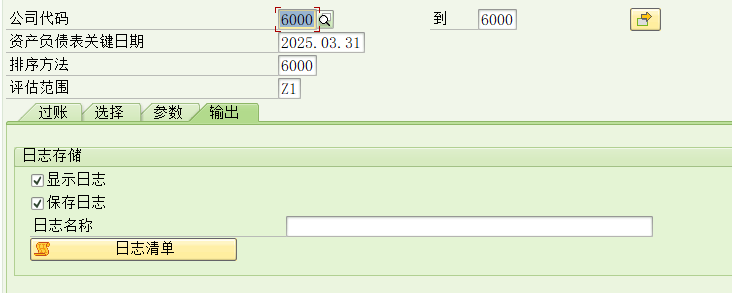 公司代码 6000 到 6000
资产负债表关键日期 2025.03.31
排序方法 6000
评估范围 Z1
过账 选择 参数 输出
日志存储
显示日志
保存日志
日志名称
日志清单